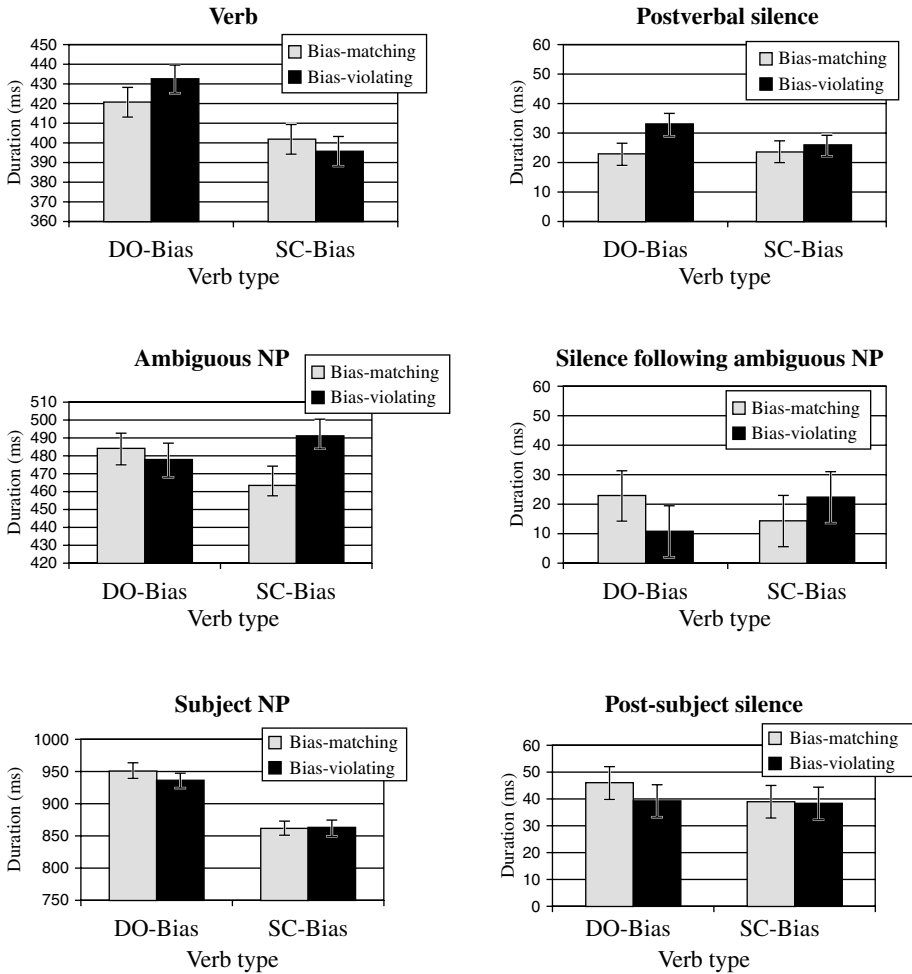 Verb
Bias-matching
Bias-violating
Duration (ms)
450
440
430
420
410
400
390
380
370
360
DO-Bias SC-Bias
Verb type
Postverbal silence
Bias-matching
Bias-violating
Duration (ms)
60
50
40
30
20
10
0
DO-Bias SC-Bias
Verb type
Ambiguous NP
Bias-matching
Bias-violating
Duration (ms)
510
500
490
480
470
460
450
440
430
420
DO-Bias SC-Bias
Verb type
Silence following ambiguous NP
Bias-matching
Bias-violating
Duration (ms)
60
50
40
30
20
10
0
DO-Bias SC-Bias
Verb type
Subject NP
Bias-matching
Bias-violating
Duration (ms)
1000
950
900
850
800
750
DO-Bias SC-Bias
Verb type
Post-subject silence
Bias-matching
Bias-violating
Duration (ms)
60
50
40
30
20
10
0
DO-Bias SC-Bias
Verb type